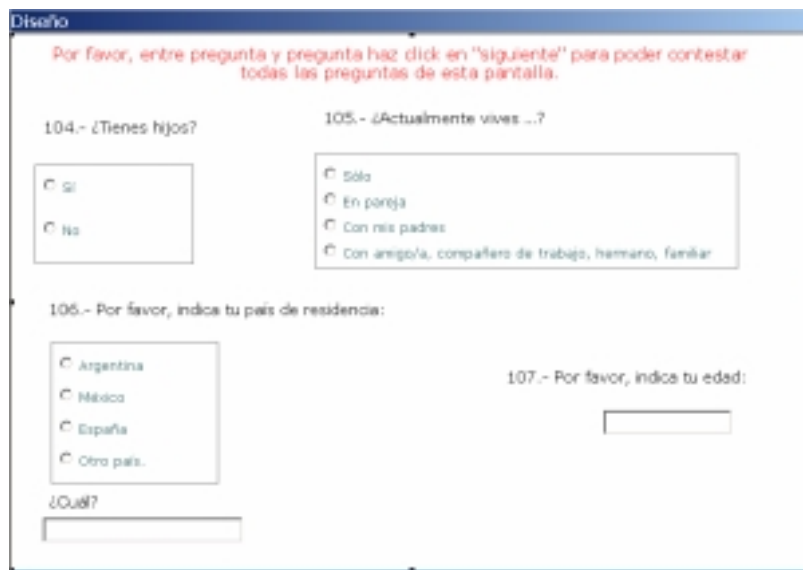 Diseño
Por favor, entre pregunta y pregunta haz click en "siguiente" para poder contestar
todas las preguntas de esta pantalla.
104.- ¿Tienes hijos?
Sí
No
105.- ¿Actualmente vives ...?
Sólo
En pareja
Con mis padres
Con amigo/a, compañero de trabajo, hermano, familiar
106.- Por favor, indica tu país de residencia:
Argentina
México
España
Otro país.
¿Cuál?
107.- Por favor, indica tu edad: